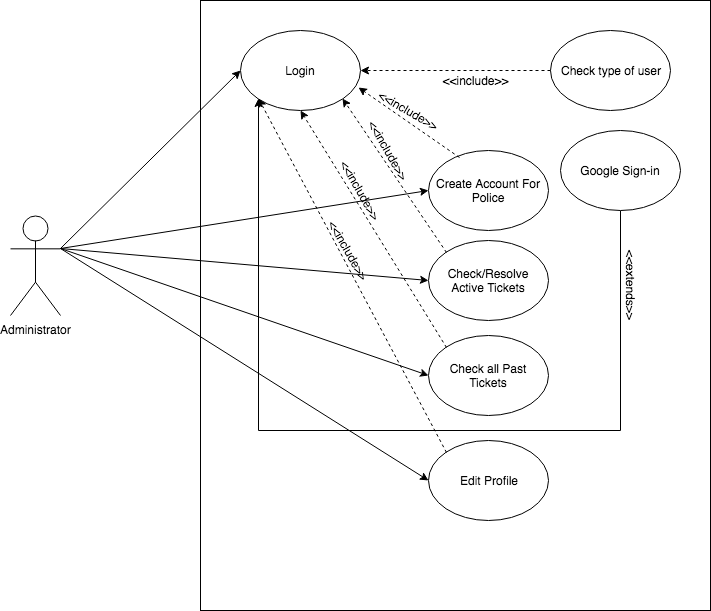 Login
Check type of user
<<include>>
<<include>>
<<include>>
Google Sign-in
Create Account For
Police
<<include>>
<<include>>
Check/Resolve
Active Tickets
<<extends>>
Administrator
Check all Past
Tickets
Edit Profile